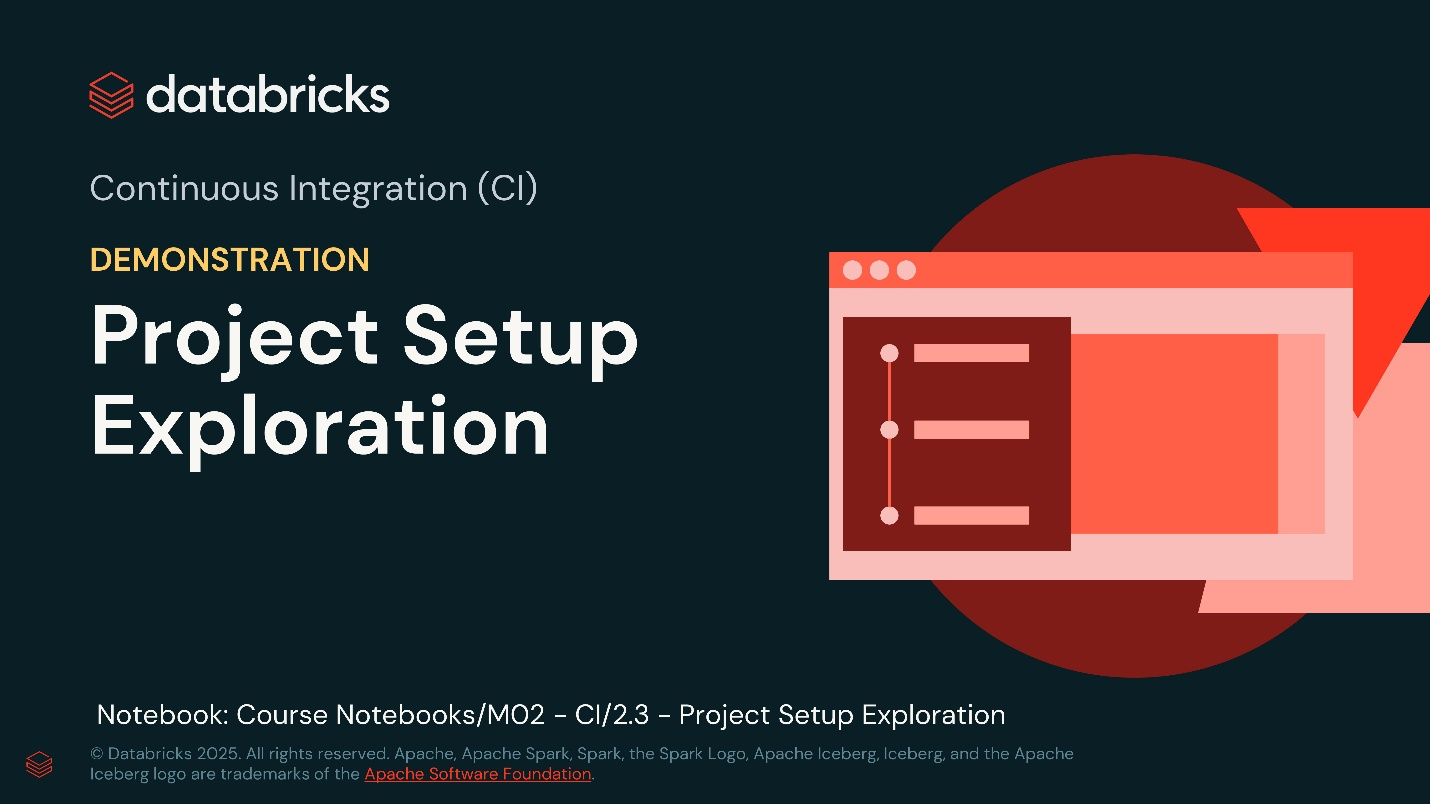 databricks
Continuous Integration (CI)
DEMONSTRATION
Project Setup
Exploration
Notebook: Course Notebooks/M02 - CI/2.3 - Project Setup Exploration
© Databricks 2025. All rights reserved. Apache, Apache Spark, Spark, the Spark Logo, Apache Iceberg, Iceberg, and the Apache
Iceberg logo are trademarks of the Apache Software Foundation.